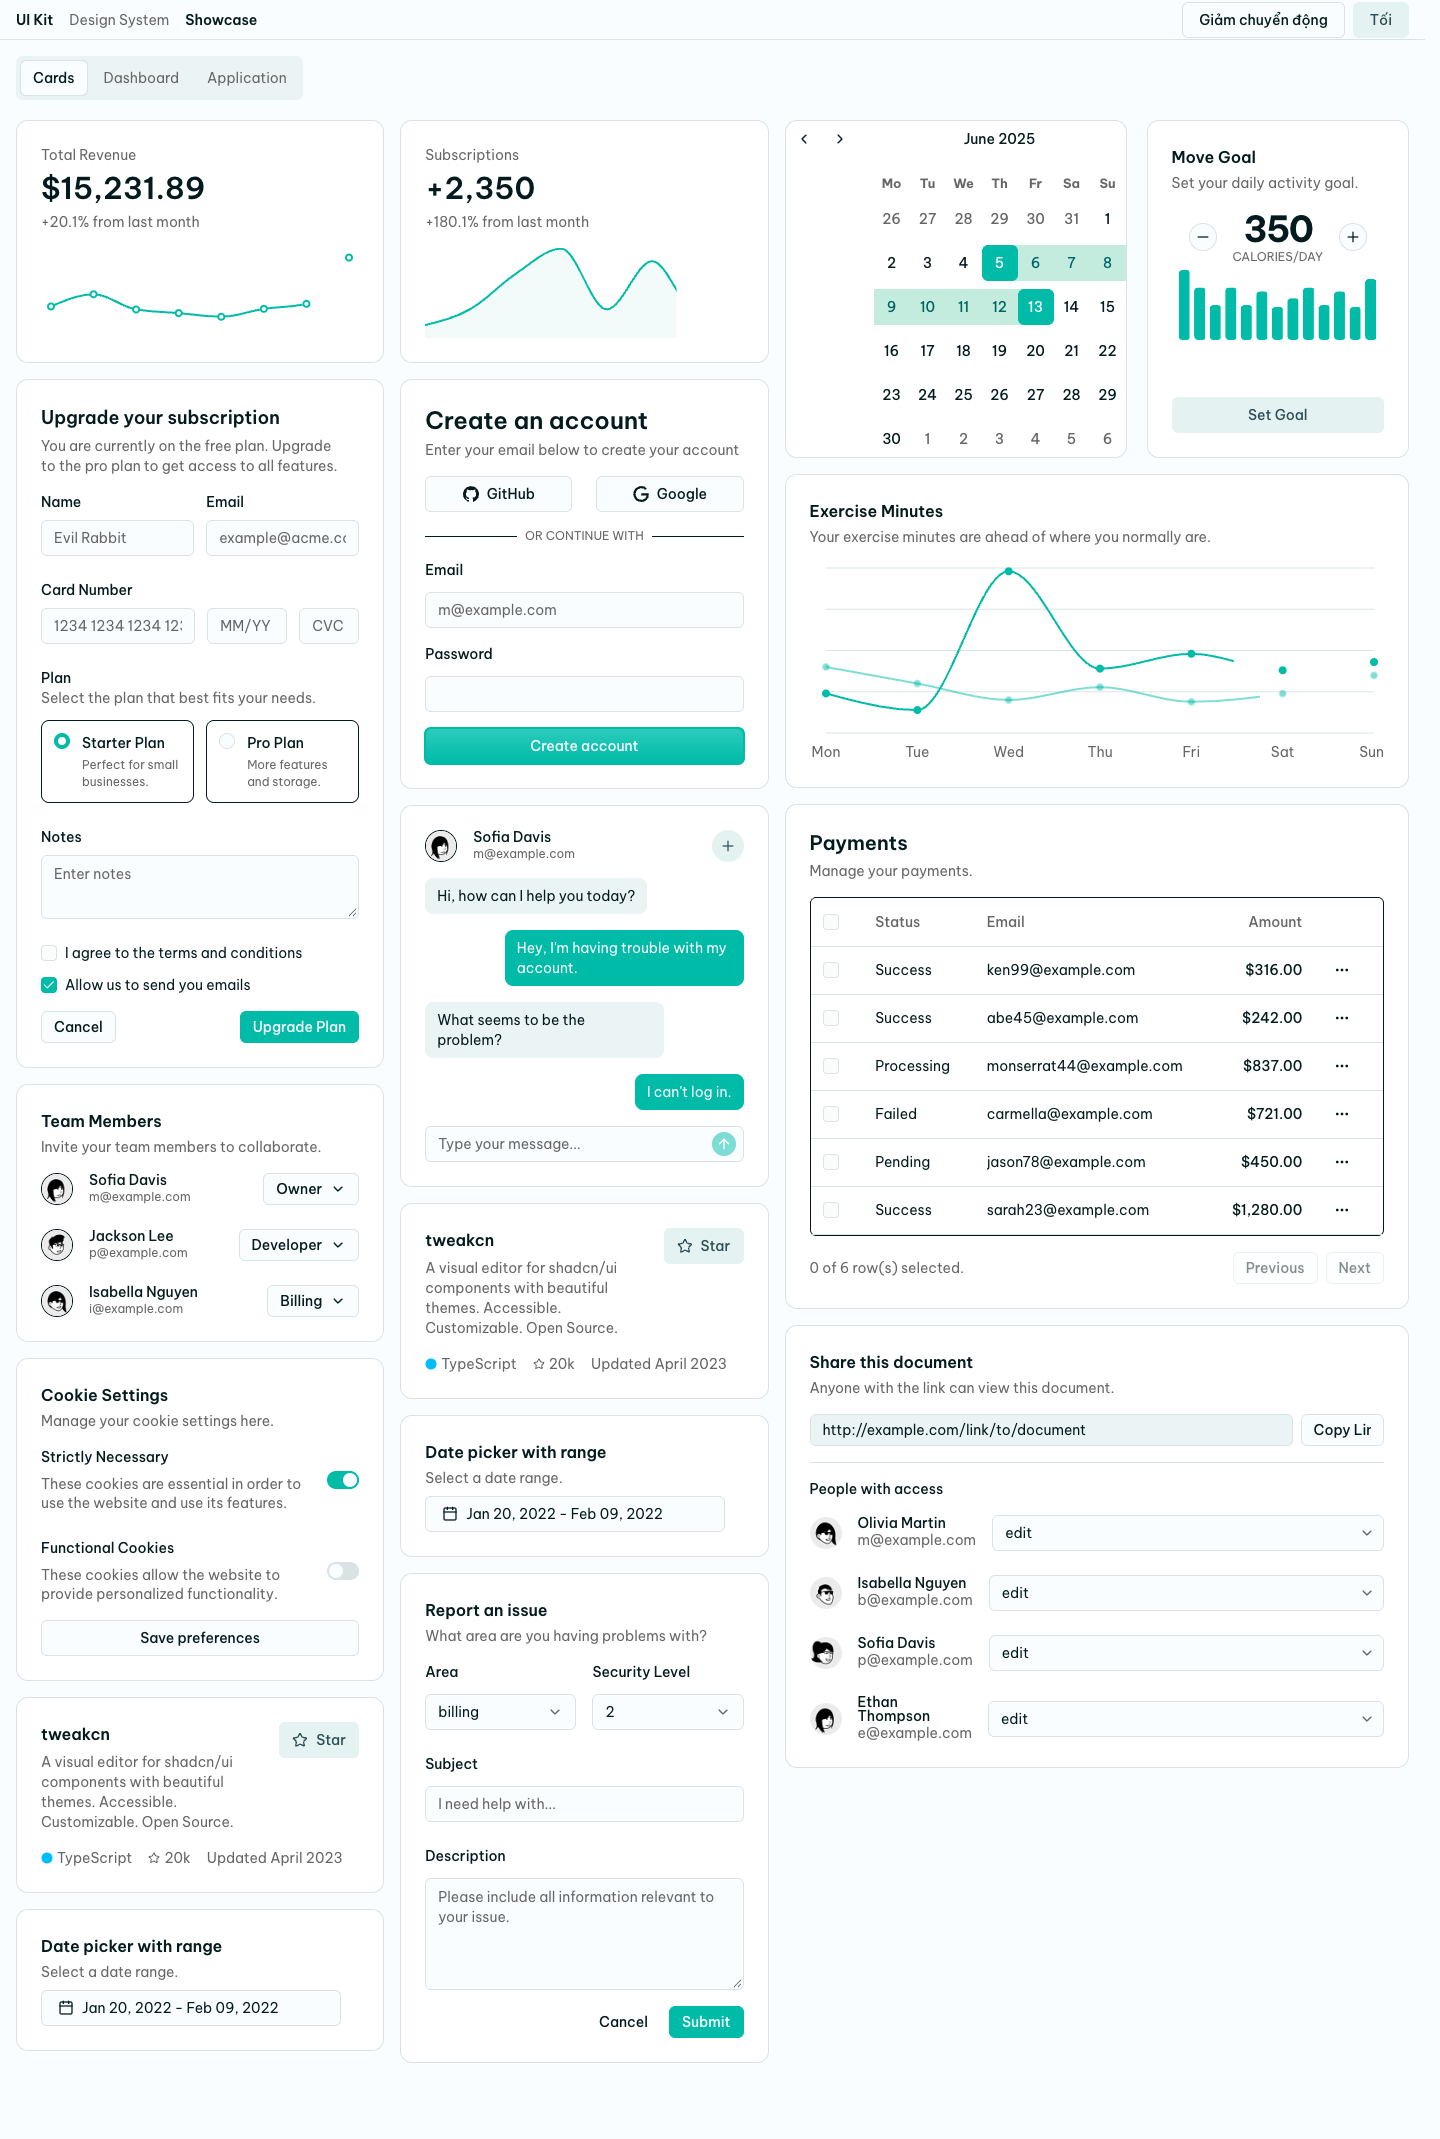 UI Kit Design System Showcase Giảm chuyển động Tối
Cards Dashboard Application
Total Revenue
$15,231.89
+20.1% from last month
Subscriptions
+2,350
+180.1% from last month
June 2025
Mo Tu We Th Fr Sa Su
26 27 28 29 30 31 1
2 3 4 5 6 7 8
9 10 11 12 13 14 15
16 17 18 19 20 21 22
23 24 25 26 27 28 29
30 1 2 3 4 5 6
Move Goal
Set your daily activity goal.
350
CALORIES/DAY
Set Goal
Upgrade your subscription
You are currently on the free plan. Upgrade
to the pro plan to get access to all features.
Name Email
Evil Rabbit example@acme.cc
Card Number
1234 1234 1234 123 MM/YY CVC
Plan
Select the plan that best fits your needs.
Starter Plan
Perfect for small
businesses.
Pro Plan
More features
and storage.
Notes
Enter notes
I agree to the terms and conditions
Allow us to send you emails
Cancel Upgrade Plan
Team Members
Invite your team members to collaborate.
Sofia Davis
m@example.com
Owner
Jackson Lee
p@example.com
Developer
Isabella Nguyen
i@example.com
Billing
Cookie Settings
Manage your cookie settings here.
Strictly Necessary
These cookies are essential in order to
use the website and use its features.
Functional Cookies
These cookies allow the website to
provide personalized functionality.
Save preferences
tweakcn
Star
A visual editor for shadcn/ui
components with beautiful
themes. Accessible.
Customizable. Open Source.
TypeScript 20k Updated April 2023
Date picker with range
Select a date range.
Jan 20, 2022 - Feb 09, 2022
Create an account
Enter your email below to create your account
GitHub Google
OR CONTINUE WITH
Email
m@example.com
Password
Create account
Sofia Davis
m@example.com
Hi, how can I help you today?
Hey, I'm having trouble with my
account.
What seems to be the
problem?
I can't log in.
Type your message...
tweakcn
Star
A visual editor for shadcn/ui
components with beautiful
themes. Accessible.
Customizable. Open Source.
TypeScript 20k Updated April 2023
Date picker with range
Select a date range.
Jan 20, 2022 - Feb 09, 2022
Report an issue
What area are you having problems with?
Area Security Level
billing 2
Subject
I need help with...
Description
Please include all information relevant to
your issue.
Cancel Submit
Exercise Minutes
Your exercise minutes are ahead of where you normally are.
Mon Tue Wed Thu Fri Sat Sun
Payments
Manage your payments.
Status Email Amount
Success ken99@example.com $316.00
Success abe45@example.com $242.00
Processing monserrat44@example.com $837.00
Failed carmella@example.com $721.00
Pending jason78@example.com $450.00
Success sarah23@example.com $1,280.00
0 of 6 row(s) selected. Previous Next
Share this document
Anyone with the link can view this document.
http://example.com/link/to/document Copy Lir
People with access
Olivia Martin
m@example.com
edit
Isabella Nguyen
b@example.com
edit
Sofia Davis
p@example.com
edit
Ethan
Thompson
e@example.com
edit